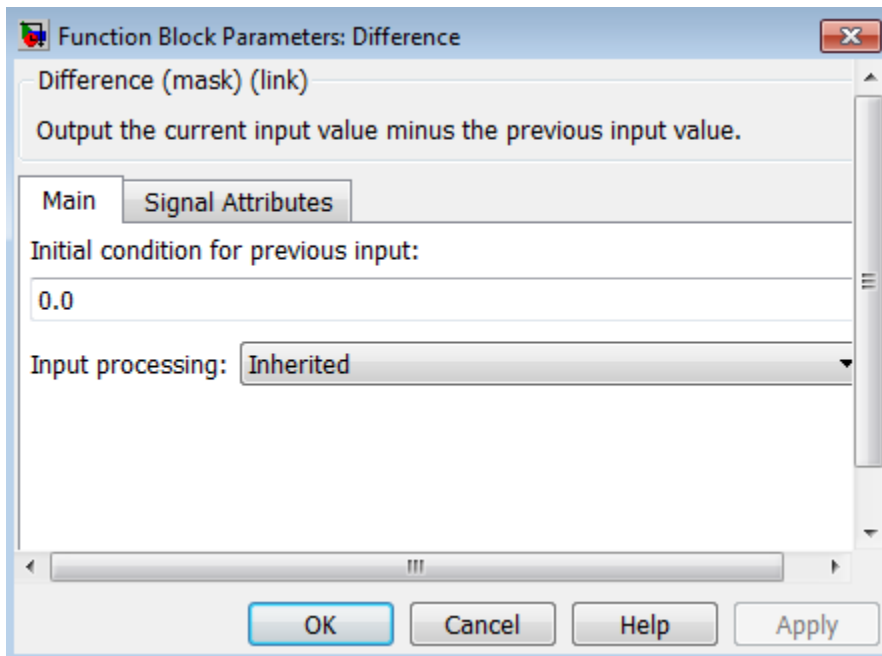 Function Block Parameters: Difference
Difference (mask) (link)
Output the current input value minus the previous input value.
Main Signal Attributes
Initial condition for previous input:
0.0
Input processing: Inherited
OK Cancel Help Apply